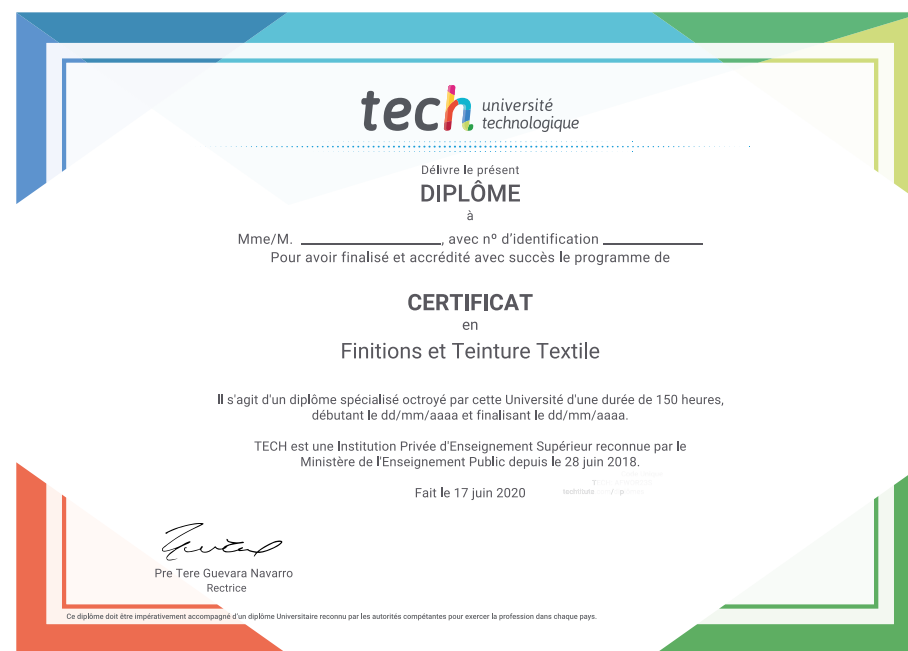 tech université
technologique
Délivre le présent
DIPLÔME
à
Mme/M. ____________________, avec nº d'identification ______________
Pour avoir finalisé et accrédité avec succès le programme de
CERTIFICAT
en
Finitions et Teinture Textile
Il s'agit d'un diplôme spécialisé octroyé par cette Université d'une durée de 150 heures,
débutant le dd/mm/aaaa et finalisant le dd/mm/aaaa.
TECH est une Institution Privée d'Enseignement Supérieur reconnue par le
Ministère de l'Enseignement Public depuis le 28 juin 2018.
Fait le 17 juin 2020
Pre Tere Guevara Navarro
Rectrice
Ce diplôme doit être impérativement accompagné d'un diplôme Universitaire reconnu par les autorités compétentes pour exercer la profession dans chaque pays.